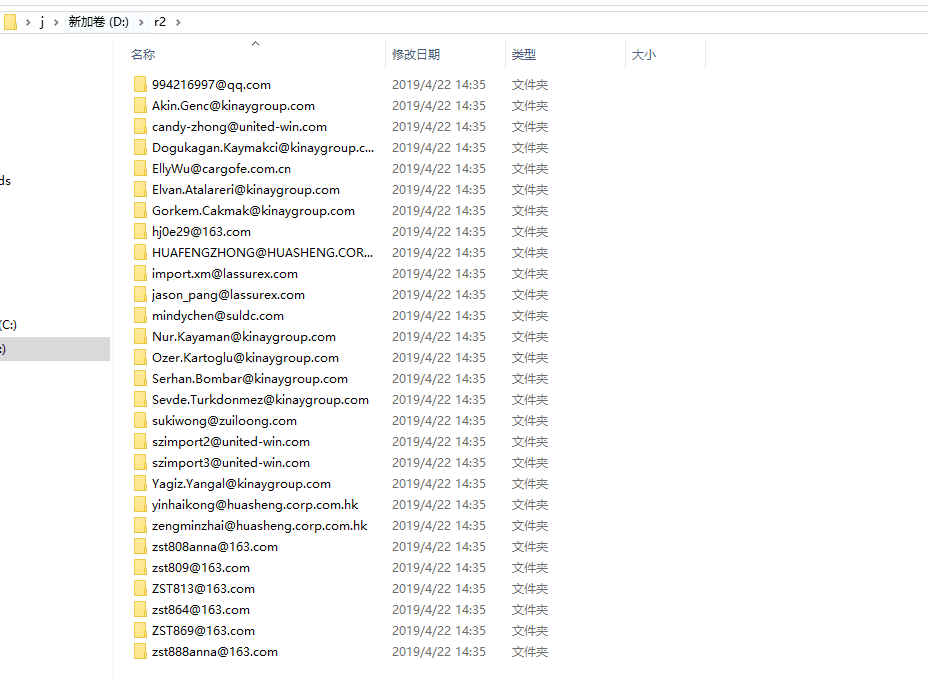 j 新加卷 (D:) r2
名称 修改日期 类型 大小
994216997@qq.com 2019/4/22 14:35 文件夹
Akin.Genc@kinaygroup.com 2019/4/22 14:35 文件夹
candy-zhong@united-win.com 2019/4/22 14:35 文件夹
Dogukagan.Kaymakci@kinaygroup.c... 2019/4/22 14:35 文件夹
EllyWu@cargofe.com.cn 2019/4/22 14:35 文件夹
ds
Elvan.Atalareri@kinaygroup.com 2019/4/22 14:35 文件夹
Gorkem.Cakmak@kinaygroup.com 2019/4/22 14:35 文件夹
hj0e29@163.com 2019/4/22 14:35 文件夹
HUAFENGZHONG@HUASHENG.COR... 2019/4/22 14:35 文件夹
import.xm@lassurex.com 2019/4/22 14:35 文件夹
jason_pang@lassurex.com 2019/4/22 14:35 文件夹
mindychen@suldc.com 2019/4/22 14:35 文件夹
(C:)
Nur.Kayaman@kinaygroup.com 2019/4/22 14:35 文件夹
:)
Ozer.Kartoglu@kinaygroup.com 2019/4/22 14:35 文件夹
Serhan.Bombar@kinaygroup.com 2019/4/22 14:35 文件夹
Sevde.Turkdonmez@kinaygroup.com 2019/4/22 14:35 文件夹
sukiwong@zuiloong.com 2019/4/22 14:35 文件夹
szimport2@united-win.com 2019/4/22 14:35 文件夹
szimport3@united-win.com 2019/4/22 14:35 文件夹
Yagiz.Yangal@kinaygroup.com 2019/4/22 14:35 文件夹
yinhaikong@huasheng.corp.com.hk 2019/4/22 14:35 文件夹
zengminzhai@huasheng.corp.com.hk 2019/4/22 14:35 文件夹
zst808anna@163.com 2019/4/22 14:35 文件夹
zst809@163.com 2019/4/22 14:35 文件夹
ZST813@163.com 2019/4/22 14:35 文件夹
zst864@163.com 2019/4/22 14:35 文件夹
ZST869@163.com 2019/4/22 14:35 文件夹
zst888anna@163.com 2019/4/22 14:35 文件夹